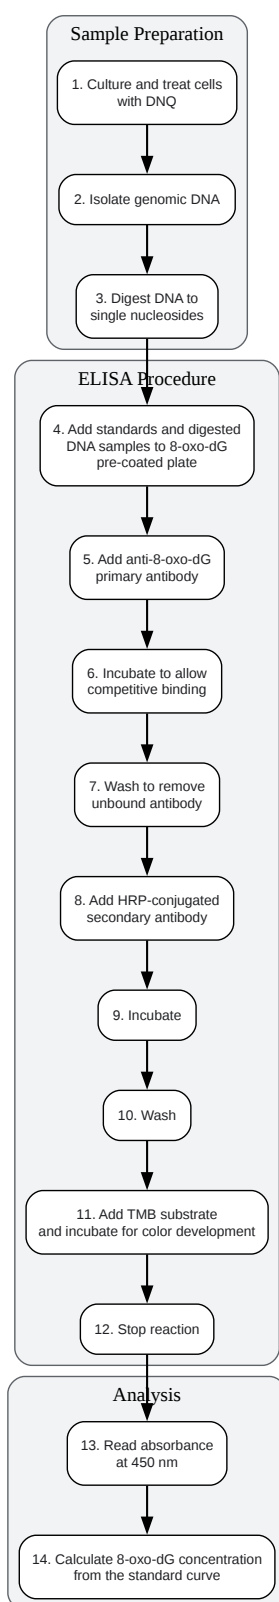 Sample Preparation
1. Culture and treat cells
with DNQ
2. Isolate genomic DNA
3. Digest DNA to
single nucleosides
ELISA Procedure
4. Add standards and digested
DNA samples to 8-oxo-dG
pre-coated plate
5. Add anti-8-oxo-dG
primary antibody
6. Incubate to allow
competitive binding
7. Wash to remove
unbound antibody
8. Add HRP-conjugated
secondary antibody
9. Incubate
10. Wash
11. Add TMB substrate
and incubate for color development
12. Stop reaction
Analysis
13. Read absorbance
at 450 nm
14. Calculate 8-oxo-dG concentration
from the standard curve